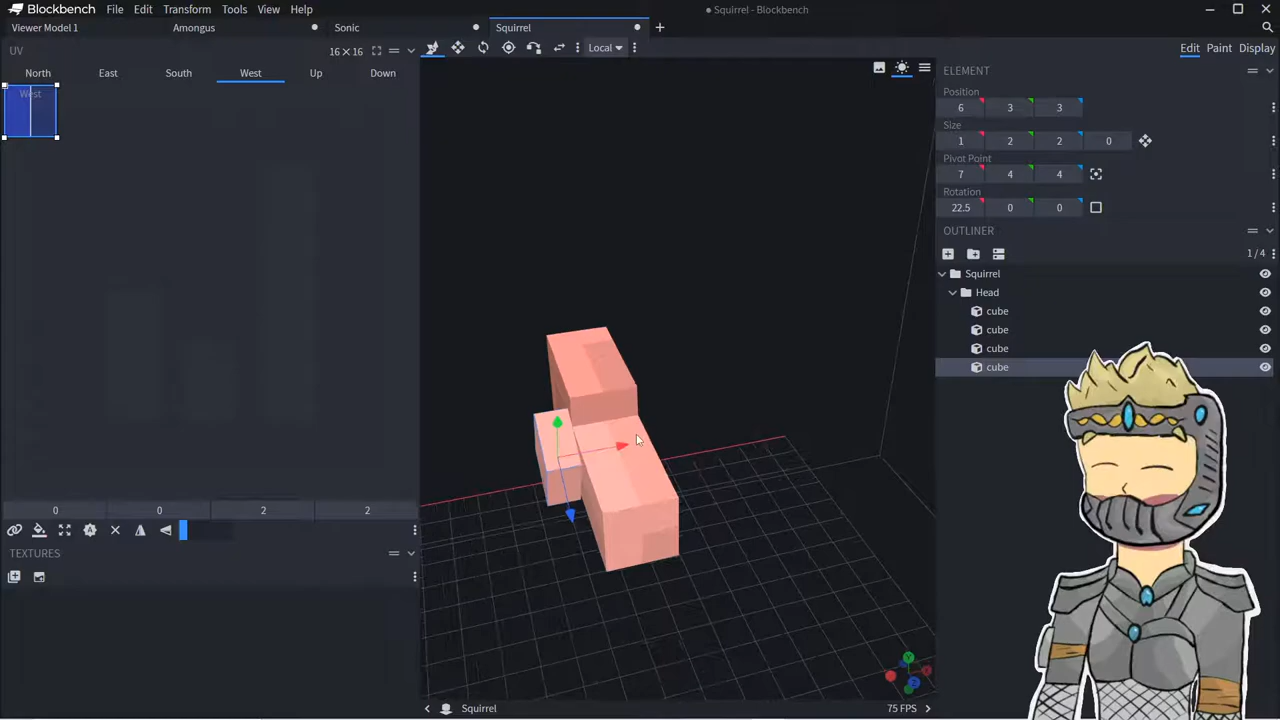 Blockbench File Edit Transform Tools View Help
● Squirrel - Blockbench
Viewer Model 1 Amongus Sonic Squirrel
UV 16×16
Local
Edit Paint Display
North East South West Up Down
West
ELEMENT
Position
6 3 3
Size
1 2 2 0
Pivot Point
7 4 4
Rotation
22.5 0 0
OUTLINER
1 / 4
Squirrel
Head
cube
cube
cube
cube
0 0 2 2
TEXTURES
Squirrel
75 FPS